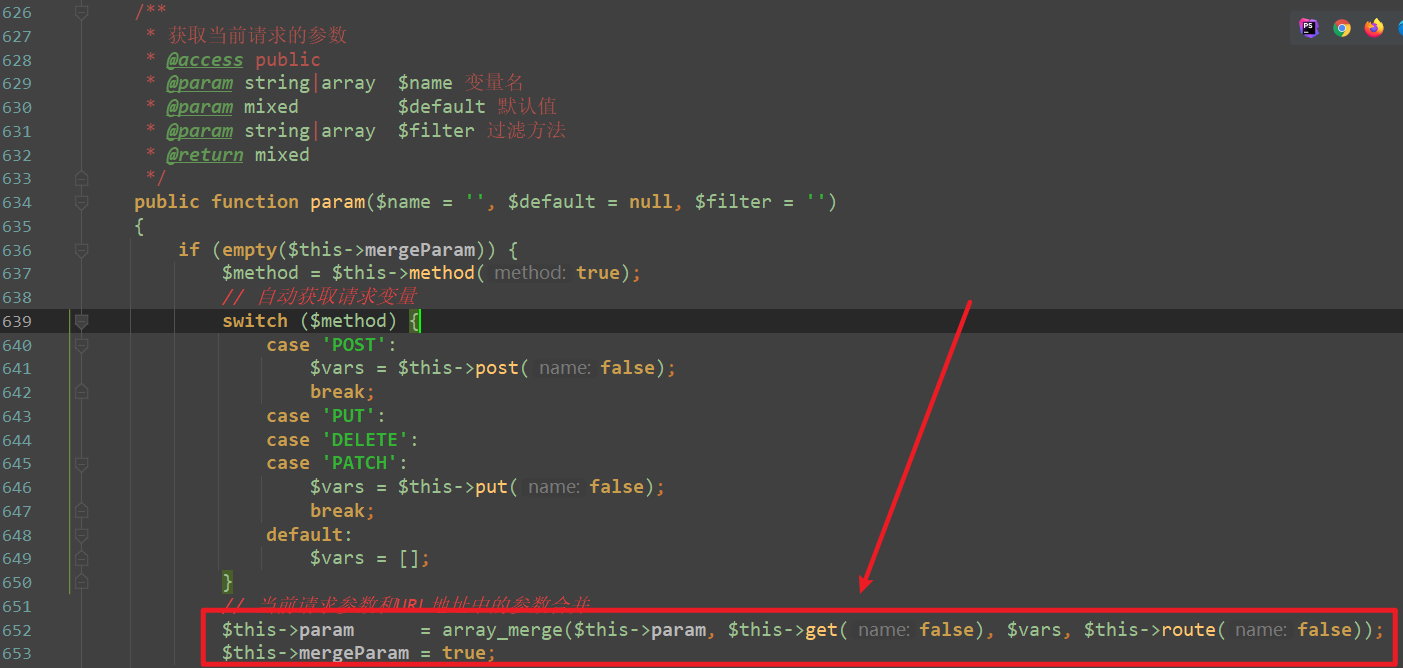 626 /**
627 * 获取当前请求的参数
628 * @access public
629 * @param string|array $name 变量名
630 * @param mixed $default 默认值
631 * @param string|array $filter 过滤方法
632 * @return mixed
633 */
634 public function param($name = '', $default = null, $filter = '')
635 {
636 if (empty($this->mergeParam)) {
637 $method = $this->method( method: true);
638 // 自动获取请求变量
639 switch ($method) {
640 case 'POST':
641 $vars = $this->post( name: false);
642 break;
643 case 'PUT':
644 case 'DELETE':
645 case 'PATCH':
646 $vars = $this->put( name: false);
647 break;
648 default:
649 $vars = [];
650 }
651 // 当前请求参数和URL地址中的参数合并
652 $this->param = array_merge($this->param, $this->get( name: false), $vars, $this->route( name: false));
653 $this->mergeParam = true;
PS